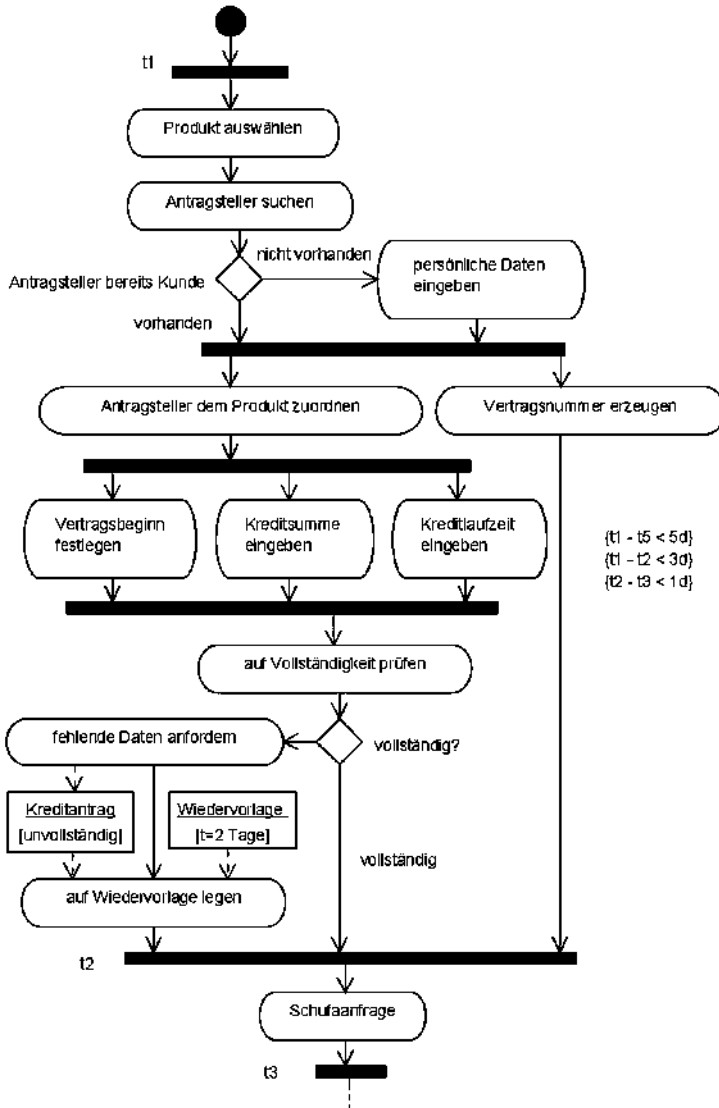 t1
Produkt auswählen
Antragsteller suchen
nicht vorhanden
persönliche Daten
eingeben
Antragsteller bereits Kunde
vorhanden
Antragsteller dem Produkt zuordnen
Vertragsnummer erzeugen
Vertragsbeginn
festlegen
Kreditsumme
eingeben
Kreditlaufzeit
eingeben
{t1 - t5 < 5d}
{t1 - t2 < 3d}
{t2 - t3 < 1d}
auf Vollständigkeit prüfen
fehlende Daten anfordern
vollständig?
Kreditantrag
[unvollständig]
Wiedervorlage
[t=2 Tage]
vollständig
auf Wiedervorlage legen
t2
Schufaanfrage
t3